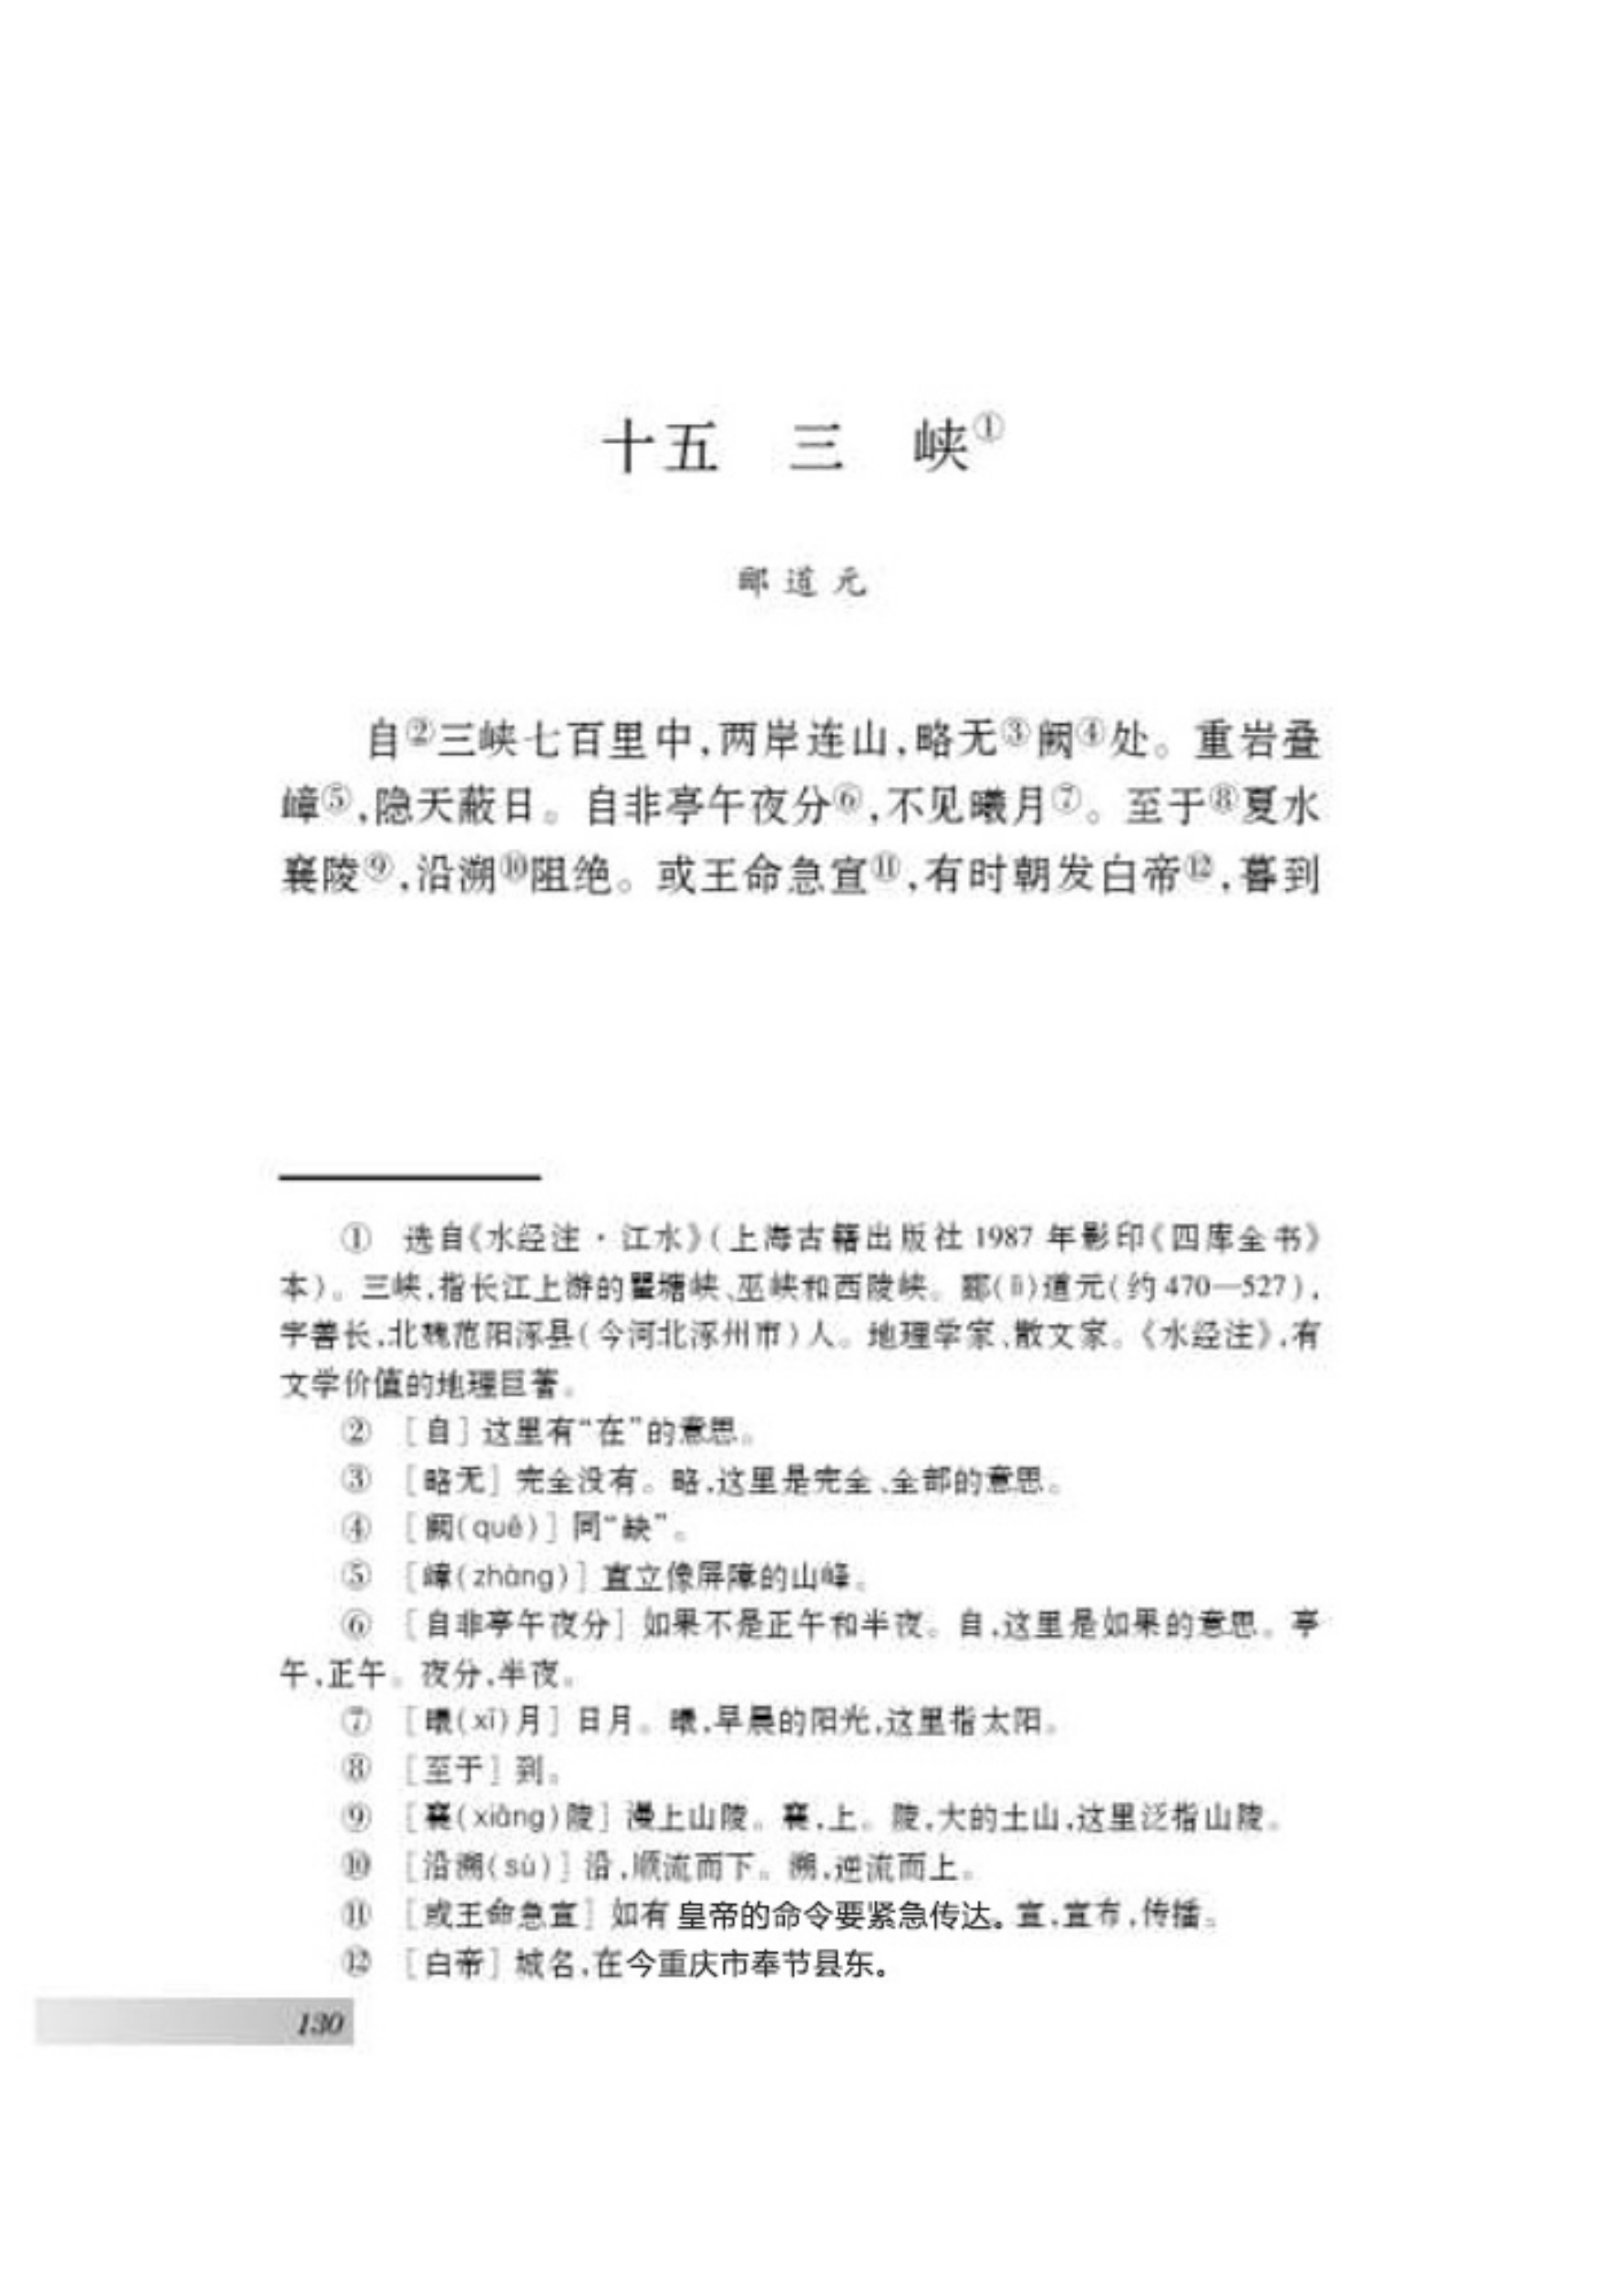 十五 三 峡①
郦道元
自②三峡七百里中,两岸连山,略无③阙④处。重岩叠
嶂⑤,隐天蔽日。自非亭午夜分⑥,不见曦月⑦。至于⑧夏水
襄陵⑨,沿溯⑩阻绝。或王命急宣⑪,有时朝发白帝⑫,暮到
① 选自《水经注·江水》(上海古籍出版社1987年影印《四库全书》
本)。三峡,指长江上游的瞿塘峡、巫峡和西陵峡。郦(lì)道元(约470—527),
字善长,北魏范阳涿县(今河北涿州市)人。地理学家、散文家。《水经注》,有
文学价值的地理巨著。
② [自]这里有“在”的意思。
③ [略无]完全没有。略,这里是完全、全部的意思。
④ [阙(quē)]同“缺”。
⑤ [嶂(zhàng)]直立像屏障的山峰。
⑥ [自非亭午夜分]如果不是正午和半夜。自,这里是如果的意思。亭
午,正午。夜分,半夜。
⑦ [曦(xī)月]日月。曦,早晨的阳光,这里指太阳。
⑧ [至于]到。
⑨ [襄(xiāng)陵]漫上山陵。襄,上。陵,大的土山,这里泛指山陵。
⑩ [沿溯(sù)]沿,顺流而下。溯,逆流而上。
⑪ [或王命急宣]如有皇帝的命令要紧急传达。宣,宣布,传播。
⑫ [白帝]城名,在今重庆市奉节县东。
130